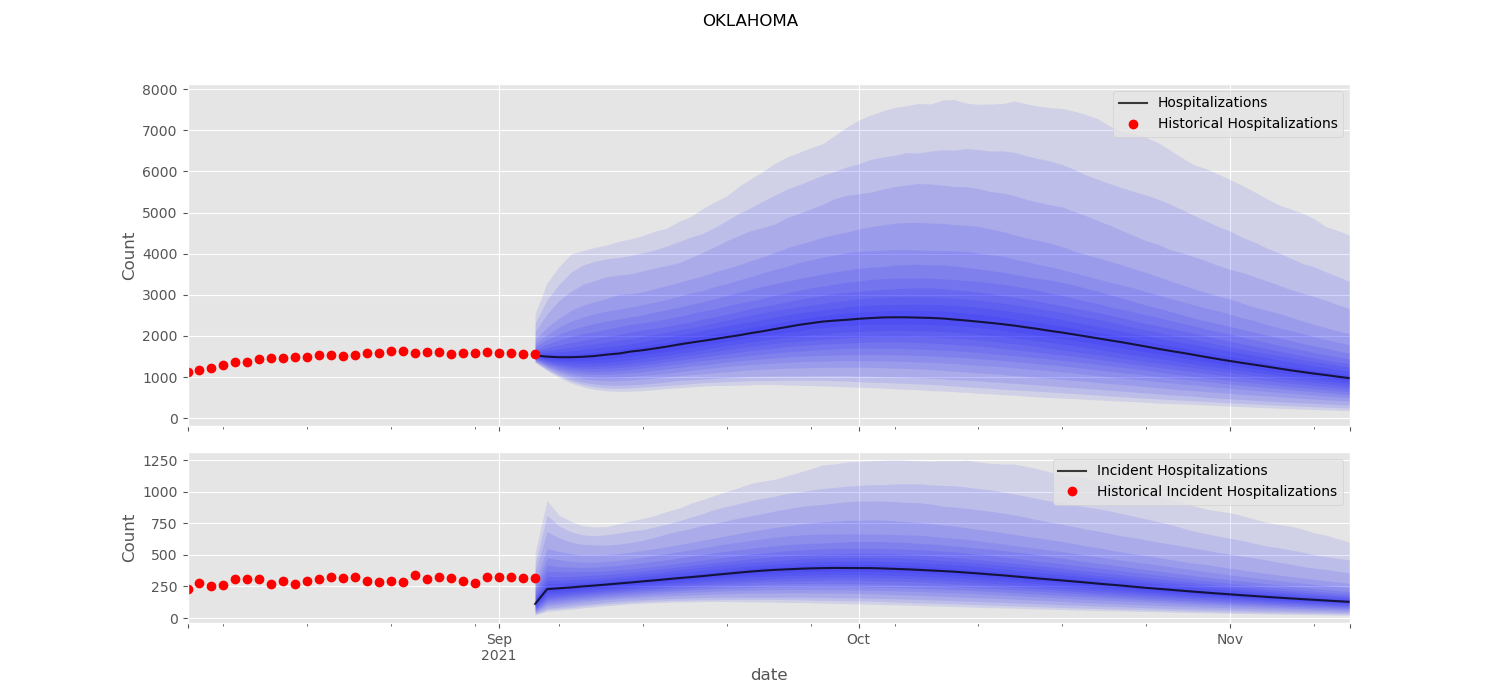 OKLAHOMA
8000
7000
6000
5000
4000
3000
2000
1000
0
Count
Hospitalizations
Historical Hospitalizations
1250
1000
750
500
250
0
Count
Incident Hospitalizations
Historical Incident Hospitalizations
Sep
2021
Oct
Nov
date